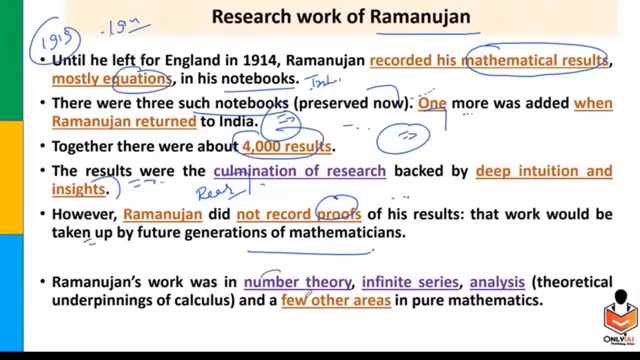 Research work of Ramanujan
1919
• Until he left for England in 1914, Ramanujan recorded his mathematical results,
mostly equations, in his notebooks.
• There were three such notebooks (preserved now). One more was added when
Ramanujan returned to India.
• Together there were about 4,000 results.
• The results were the culmination of research backed by deep intuition and
insights.
• However, Ramanujan did not record proofs of his results: that work would be
taken up by future generations of mathematicians.
• Ramanujan's work was in number theory, infinite series, analysis (theoretical
underpinnings of calculus) and a few other areas in pure mathematics.
ONLYIAS